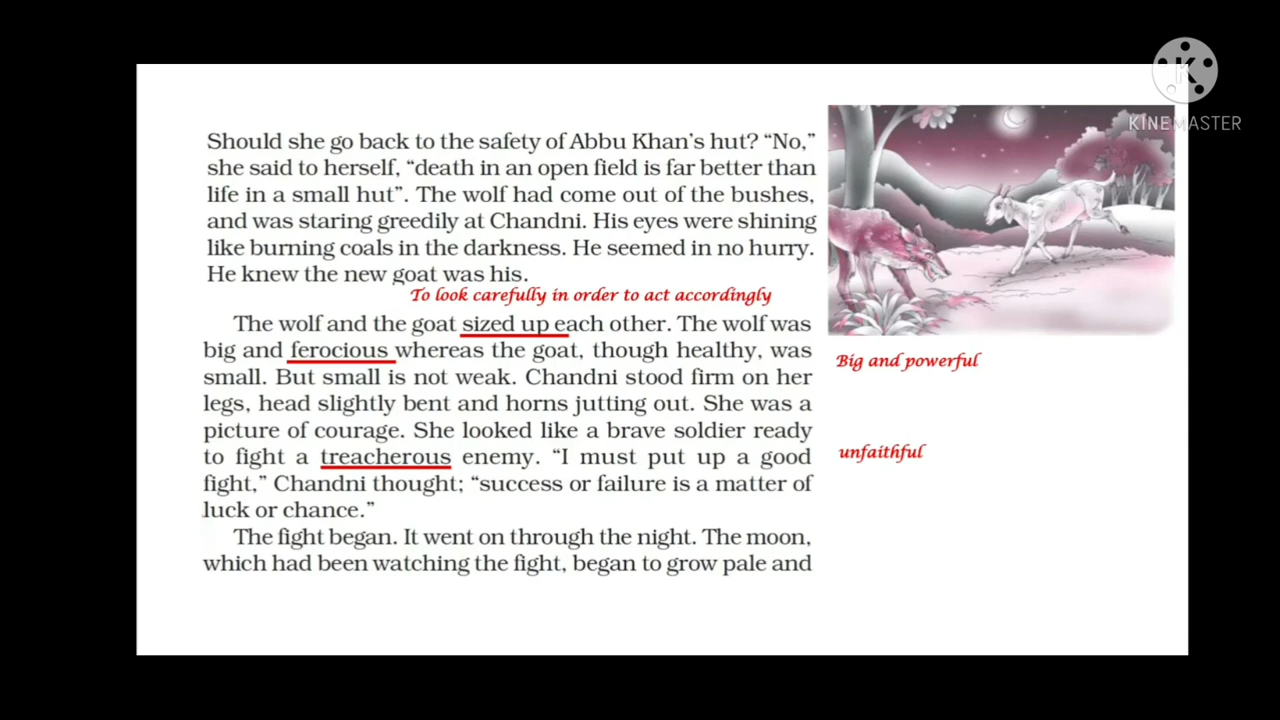 KINEMASTER
Should she go back to the safety of Abbu Khan's hut? “No,”
she said to herself, “death in an open field is far better than
life in a small hut”. The wolf had come out of the bushes,
and was staring greedily at Chandni. His eyes were shining
like burning coals in the darkness. He seemed in no hurry.
He knew the new goat was his.
To look carefully in order to act accordingly
The wolf and the goat sized up each other. The wolf was
big and ferocious whereas the goat, though healthy, was
small. But small is not weak. Chandni stood firm on her
legs, head slightly bent and horns jutting out. She was a
picture of courage. She looked like a brave soldier ready
to fight a treacherous enemy. “I must put up a good
fight,” Chandni thought; “success or failure is a matter of
luck or chance.”
The fight began. It went on through the night. The moon,
which had been watching the fight, began to grow pale and
Big and powerful
unfaithful